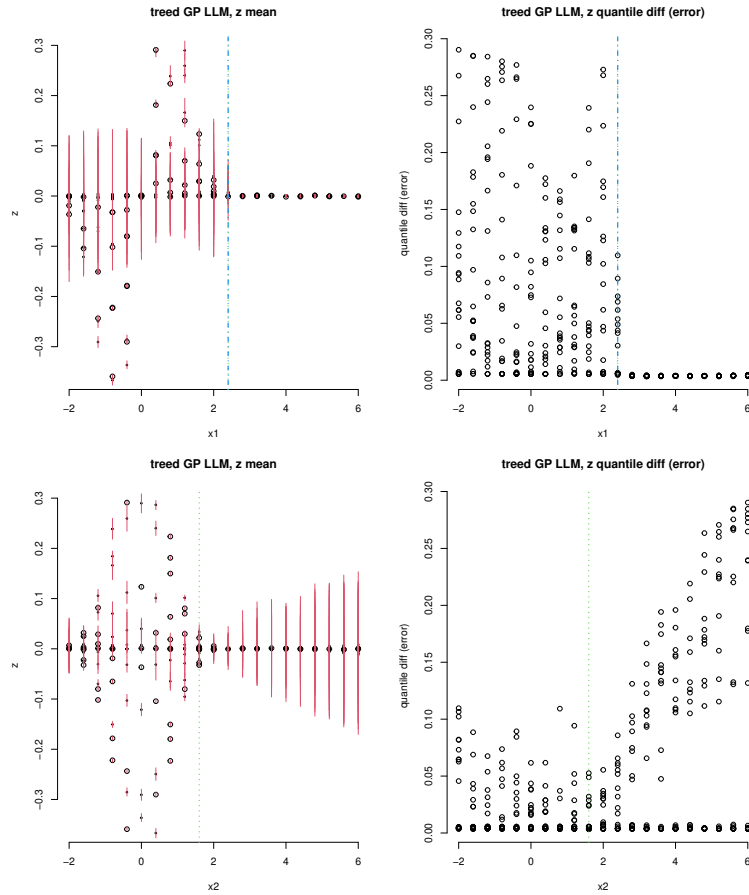 treed GP LLM, z mean
treed GP LLM, z quantile diff (error)
z
0.3
0.2
0.1
0.0
−0.1
−0.2
−0.3
−2 0 2 4 6
x1
quantile diff (error)
0.30
0.25
0.20
0.15
0.10
0.05
0.00
−2 0 2 4 6
x1
treed GP LLM, z mean
treed GP LLM, z quantile diff (error)
z
0.3
0.2
0.1
0.0
−0.1
−0.2
−0.3
−2 0 2 4 6
x2
quantile diff (error)
0.30
0.25
0.20
0.15
0.10
0.05
0.00
−2 0 2 4 6
x2